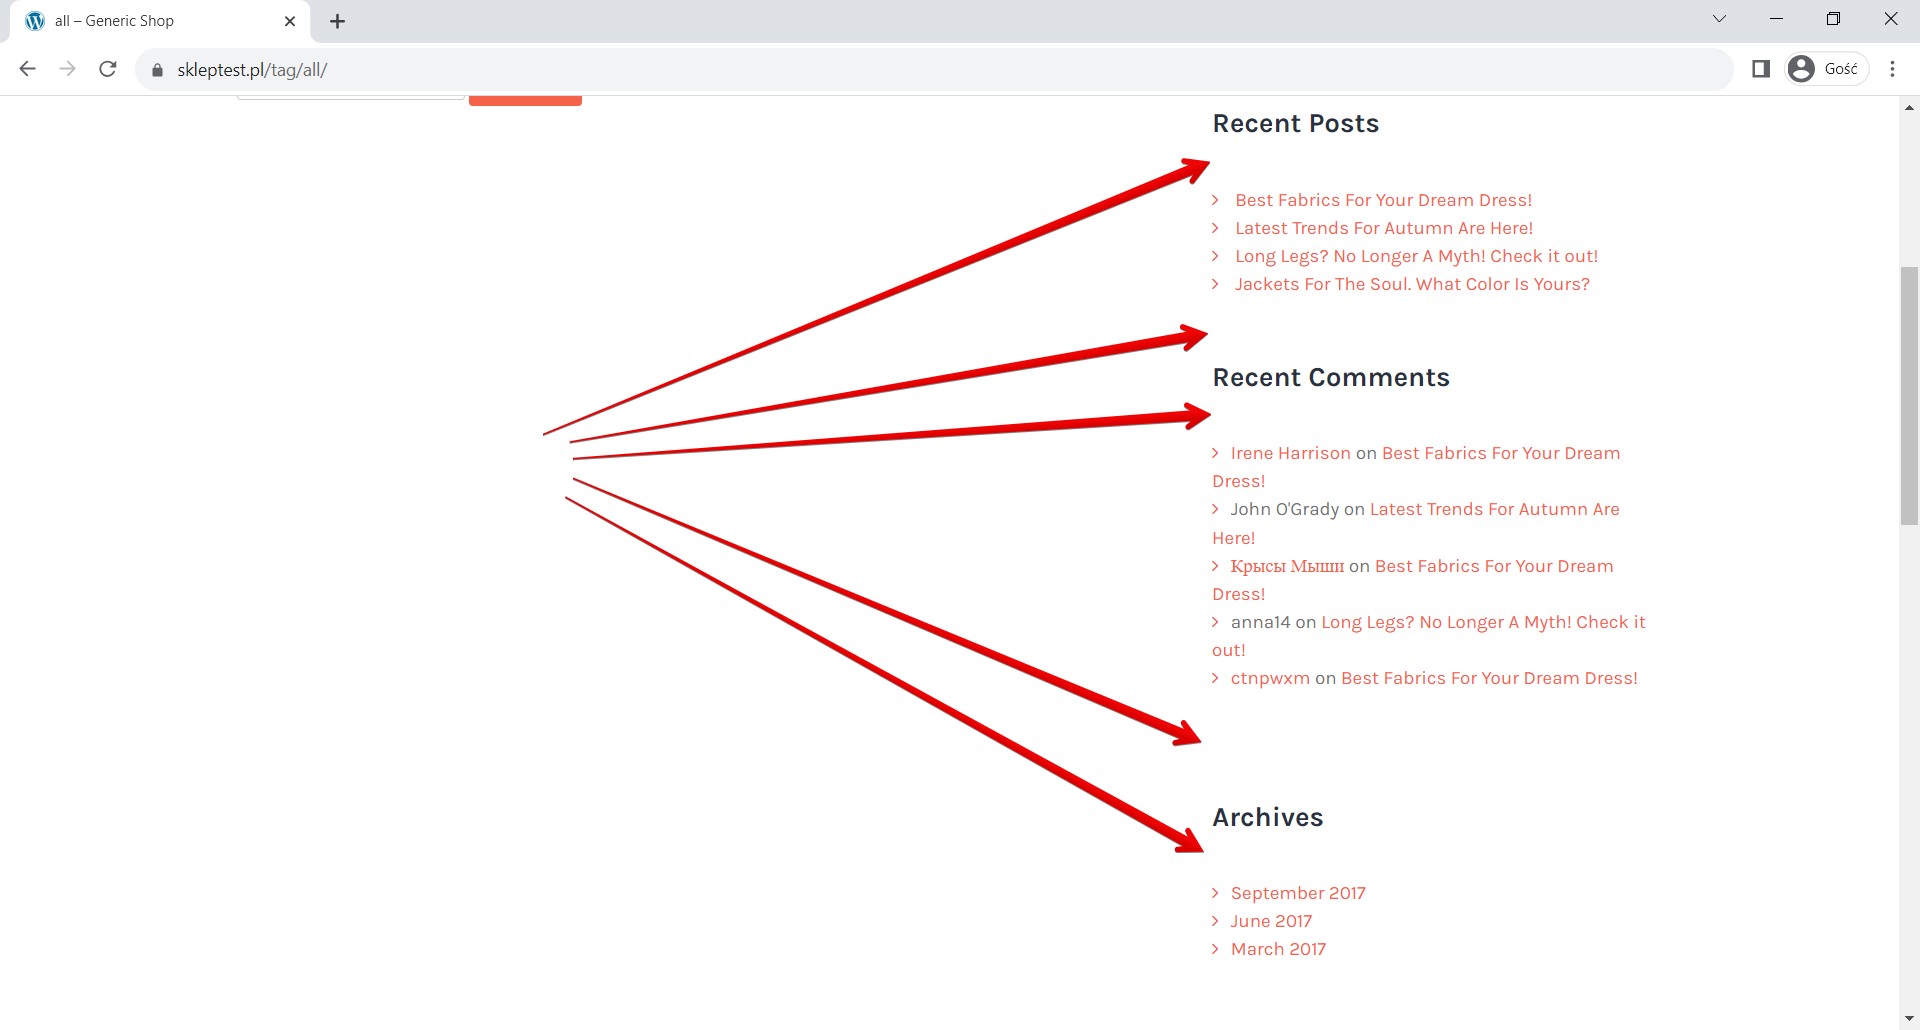 all – Generic Shop
skleptest.pl/tag/all/
Gość
Recent Posts
Best Fabrics For Your Dream Dress!
Latest Trends For Autumn Are Here!
Long Legs? No Longer A Myth! Check it out!
Jackets For The Soul. What Color Is Yours?
Recent Comments
Irene Harrison on Best Fabrics For Your Dream
Dress!
John O'Grady on Latest Trends For Autumn Are
Here!
Крысы Мыши on Best Fabrics For Your Dream
Dress!
anna14 on Long Legs? No Longer A Myth! Check it
out!
ctnpwxm on Best Fabrics For Your Dream Dress!
Archives
September 2017
June 2017
March 2017